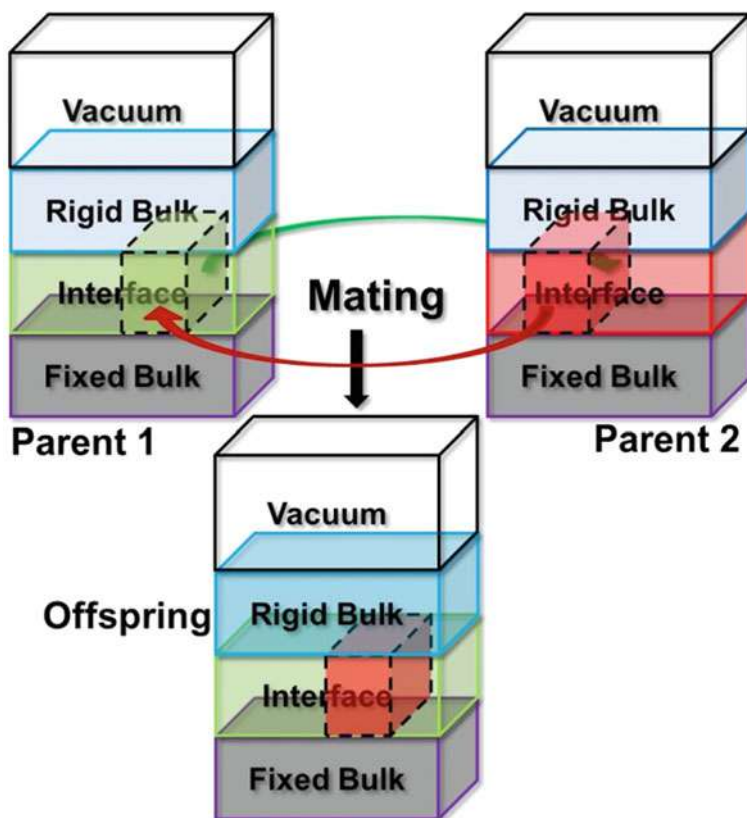 Vacuum
Rigid Bulk
Interface
Fixed Bulk
Parent 1
Mating
Vacuum
Rigid Bulk
Interface
Fixed Bulk
Parent 2
Offspring
Vacuum
Rigid Bulk
Interface
Fixed Bulk